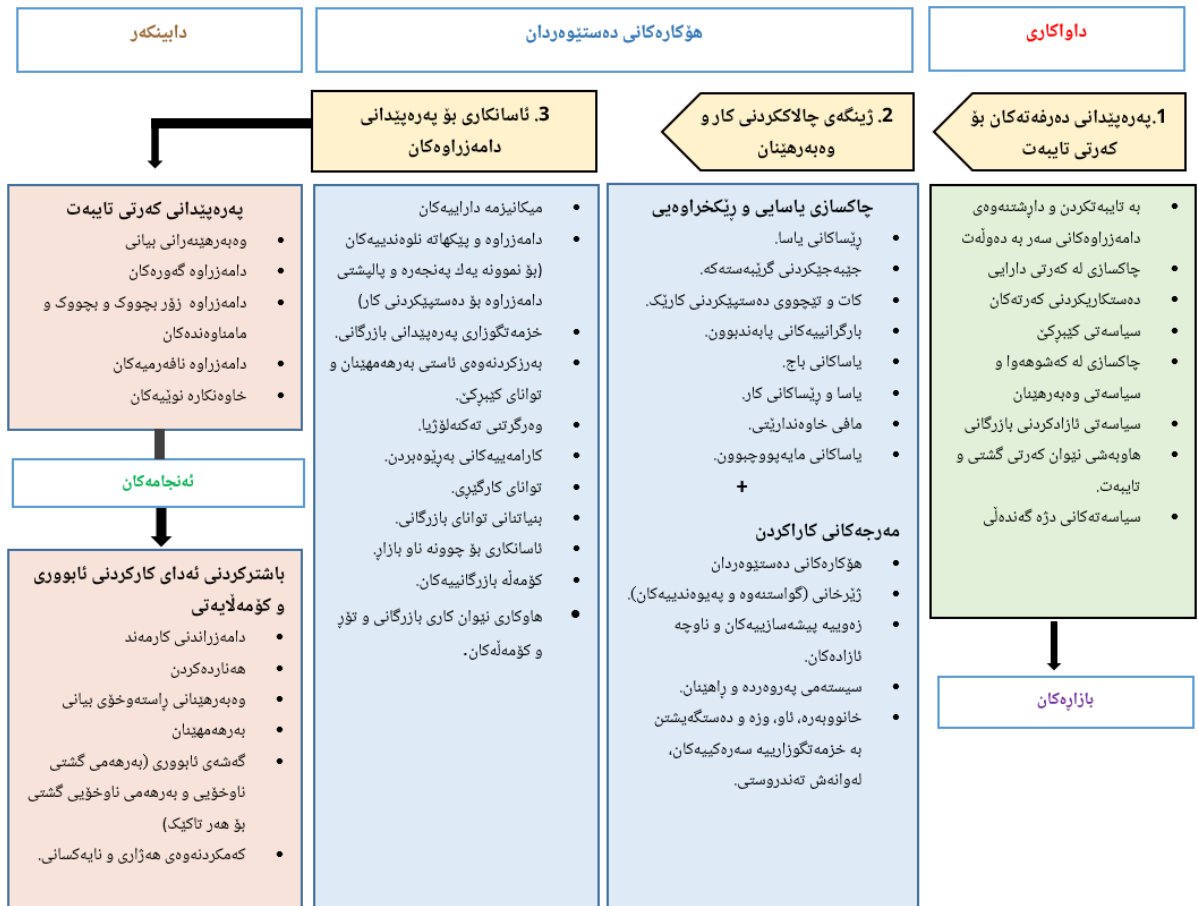 داواکاری
هۆکارەکانی دەستێوەردان
دابینکەر
1.پەرەپێدانی دەرفەتەکان بۆ
کەرتی تایبەت
2. ژینگەی چالاککردنی کار و
وەبەرهێنان
3. ئاسانکاری بۆ پەرەپێدانی
دامەزراوەکان
• بە تایبەتکردن و داڕشتنەوەی
دامەزراوەکانی سەر بە دەوڵەت
• چاکسازی لە کەرتی دارایی
• دەستکاریکردنی کەرتەکان
• سیاسەتی کێبرکێ
• چاکسازی لە کەشوهەوا و
سیاسەتی وەبەرهێنان
• سیاسەتی ئازادکردنی بازرگانی
• هاوبەشی نێوان کەرتی گشتی و
تایبەت.
• سیاسەتەکانی دژە گەندەڵی
بازاڕەکان
چاکسازی یاسایی و ڕێکخراوەیی
• ڕێساکانی یاسا.
• جێبەجێکردنی گرێبەستەکە.
• کات و تێچووی دەستپێکردنی کارێک.
• بارگرانییەکانی پابەندبوون.
• یاساکانی باج.
• یاسا و ڕێساکانی کار.
• مافی خاوەندارێتی.
• یاساکانی مایەپووچبوون.
+
مەرجەکانی کاراکردن
• هۆکارەکانی دەستێوەردان
• ژێرخانی (گواستنەوە و پەیوەندییەکان).
• زەوییە پیشەسازییەکان و ناوچە
ئازادەکان.
• سیستەمی پەروەردە و ڕاهێنان.
• خانووبەرە، ئاو، وزە و دەستگەیشتن
بە خزمەتگوزارییە سەرەکییەکان،
لەوانەش تەندروستی.
• میکانیزمە داراییەکان
• دامەزراوە و پێکهاتە نلوەندییەکان
(بۆ نموونە یەك پەنجەرە و پاڵپشتی
دامەزراوە بۆ دەستپێکردنی کار)
• خزمەتگوزاری پەرەپێدانی بازرگانی.
• بەرزکردنەوەی ئاستی بەرهەمهێنان و
توانای کێبرکێ.
• وەرگرتنی تەکنەلۆژیا.
• کارامەییەکانی بەڕێوەبردن.
• توانای کارگێڕی.
• بنیاتنانی توانای بازرگانی.
• ئاسانکاری بۆ چوونە ناو بازاڕ.
• کۆمەڵە بازرگانییەکان.
• هاوکاری نێوان کاری بازرگانی و تۆڕ
و کۆمەڵەکان.
پەرەپێدانی کەرتی تایبەت
• وەبەرهێنەرانی بیانی
• دامەزراوە گەورەکان
• دامەزراوە زۆر بچووک و بچووک و
مامناوەندەکان
• دامەزراوە نافەرمیەکان
• خاوەنکارە نوێیەکان
ئەنجامەکان
باشترکردنی ئەدای کارکردنی ئابووری
و کۆمەڵایەتی
• دامەزراندنی کارمەند
• هەناردەکردن
• وەبەرهێنانی ڕاستەوخۆی بیانی
• بەرهەمهێنان
• گەشەی ئابووری (بەرهەمی گشتی
ناوخۆیی و بەرهەمی ناوخۆیی گشتی
بۆ هەر تاکێک)
• کەمکردنەوەی هەژاری و نایەکسانی.